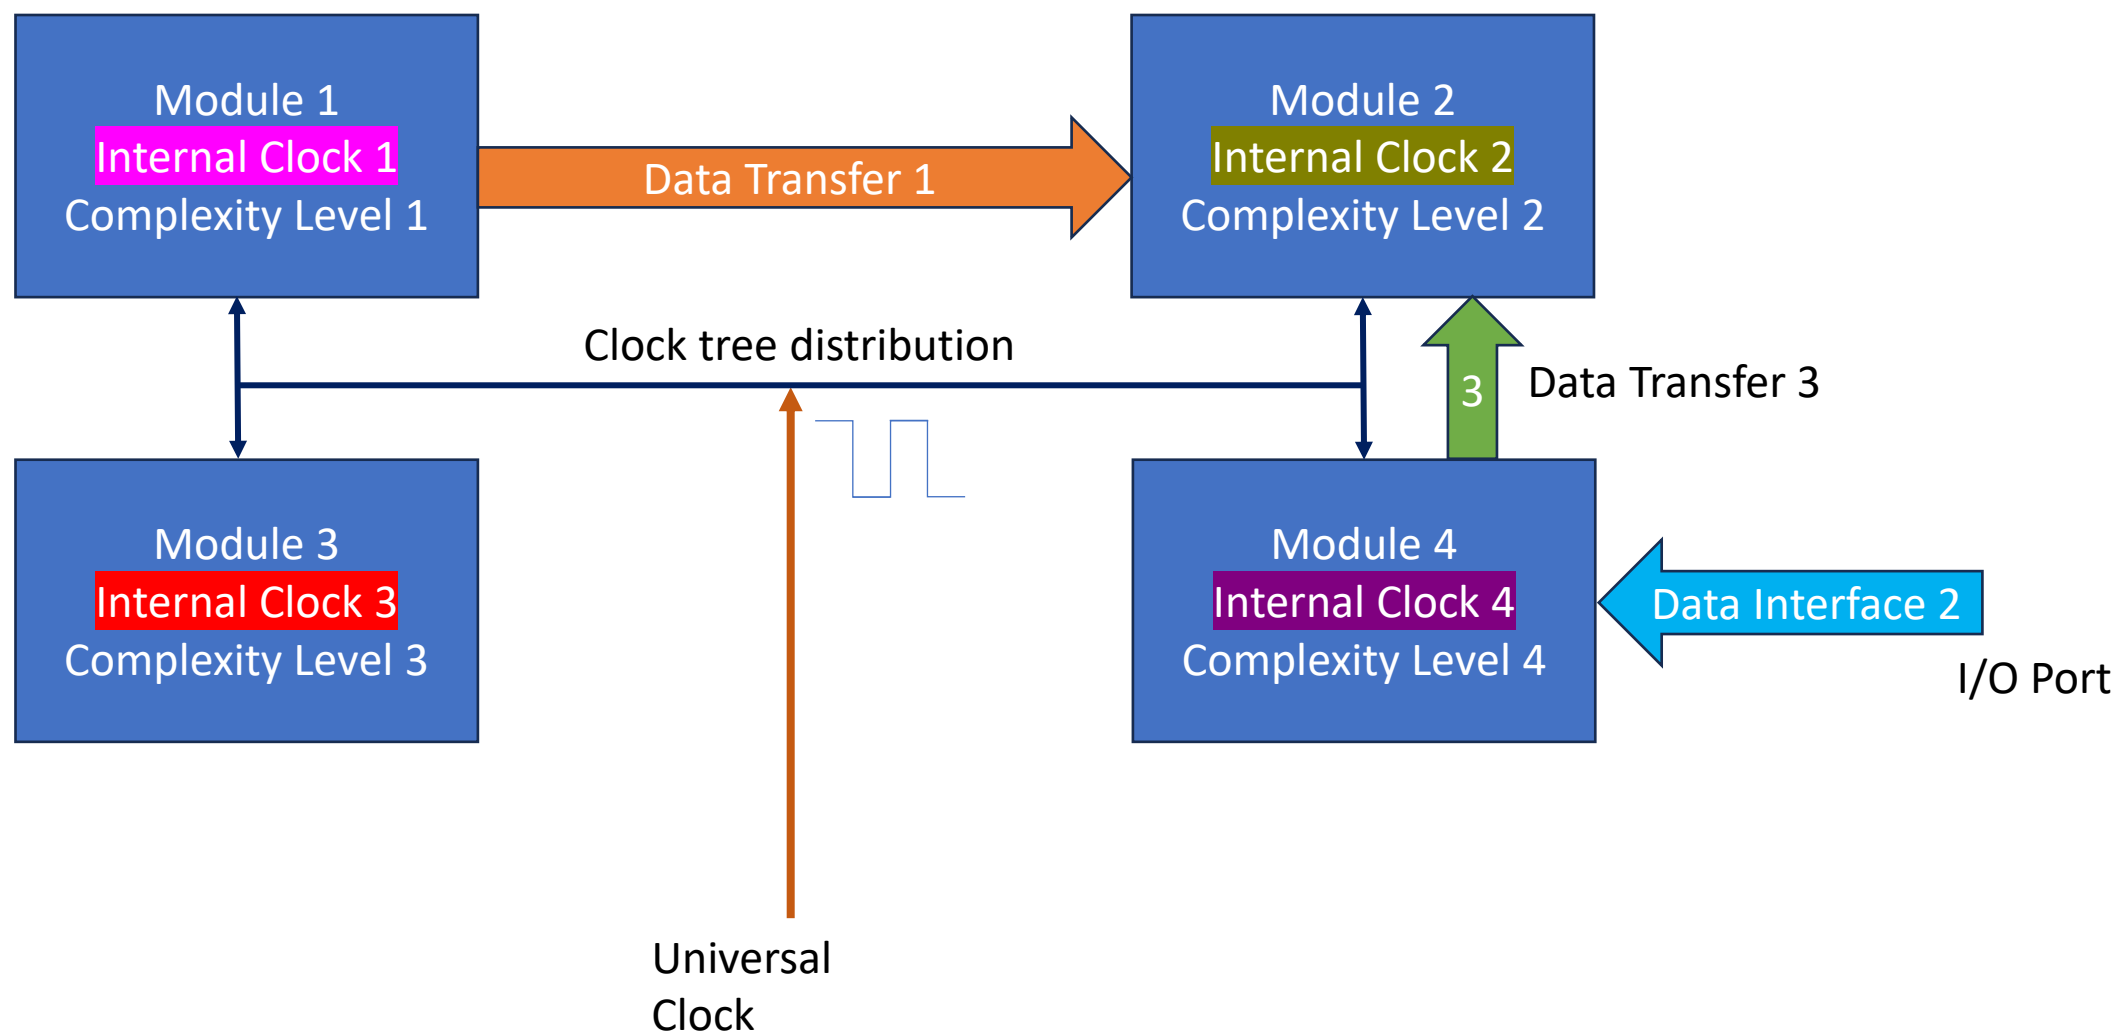 Module 1
Internal Clock 1
Complexity Level 1
Data Transfer 1
Module 2
Internal Clock 2
Complexity Level 2
Clock tree distribution
3
Data Transfer 3
Module 3
Internal Clock 3
Complexity Level 3
Module 4
Internal Clock 4
Complexity Level 4
Data Interface 2
I/O Port
Universal
Clock